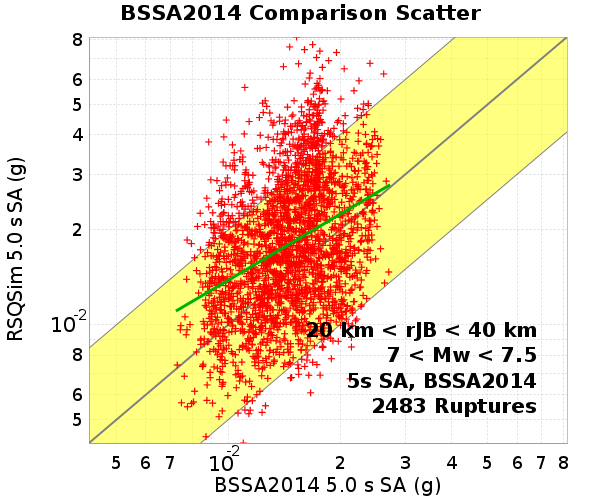 BSSA2014 Comparison Scatter
RSQSim 5.0 s SA (g)
8
6
5
4
3
2
10-2
8
6
5
20 km < rJB < 40 km
7 < Mw < 7.5
5s SA, BSSA2014
2483 Ruptures
5 6 7 10-2 2 3 4 5 6 7 8
BSSA2014 5.0 s SA (g)